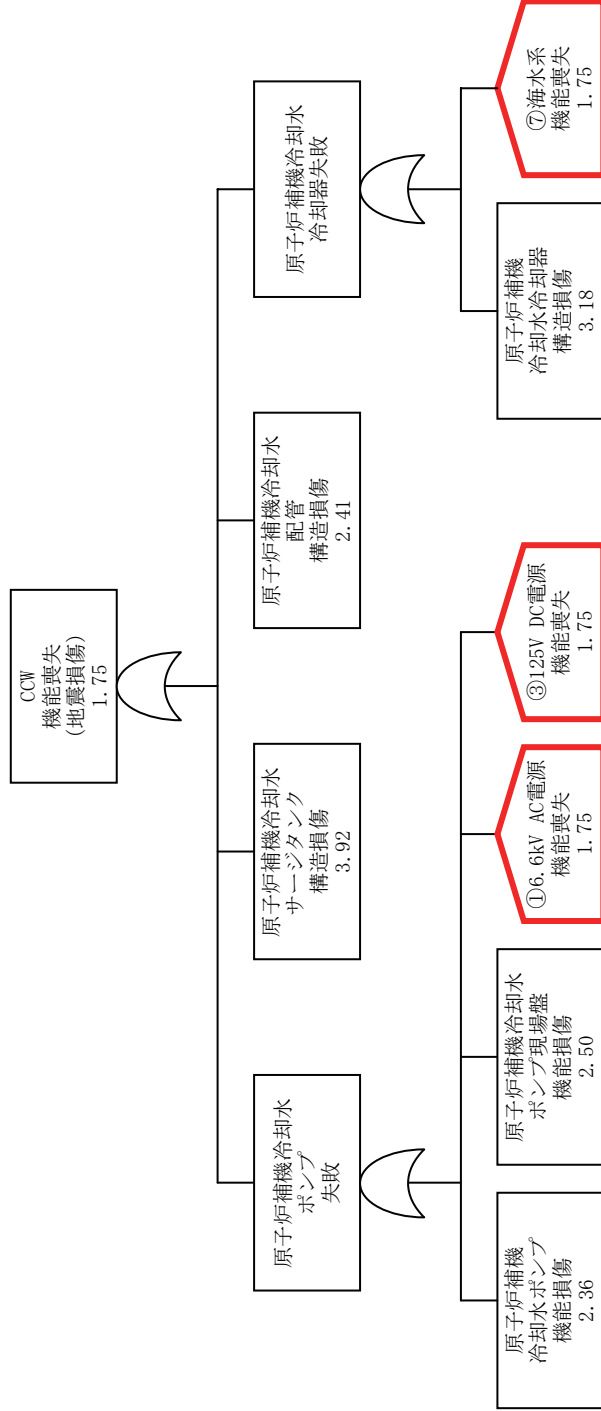 CCW
機能喪失
(地震損傷)
1.75
原子炉補機冷却水
ポンプ
失敗
原子炉補機冷却水
サージタンク
構造損傷
3.92
原子炉補機冷却水
配管
構造損傷
2.41
原子炉補機冷却水
冷却器失敗
原子炉補機
冷却水ポンプ
機能損傷
2.36
原子炉補機冷却水
ポンプ現場盤
機能損傷
2.50
①6.6kV AC電源
機能喪失
1.75
③125V DC電源
機能喪失
1.75
原子炉補機
冷却水冷却器
構造損傷
3.18
⑦海水系
機能喪失
1.75